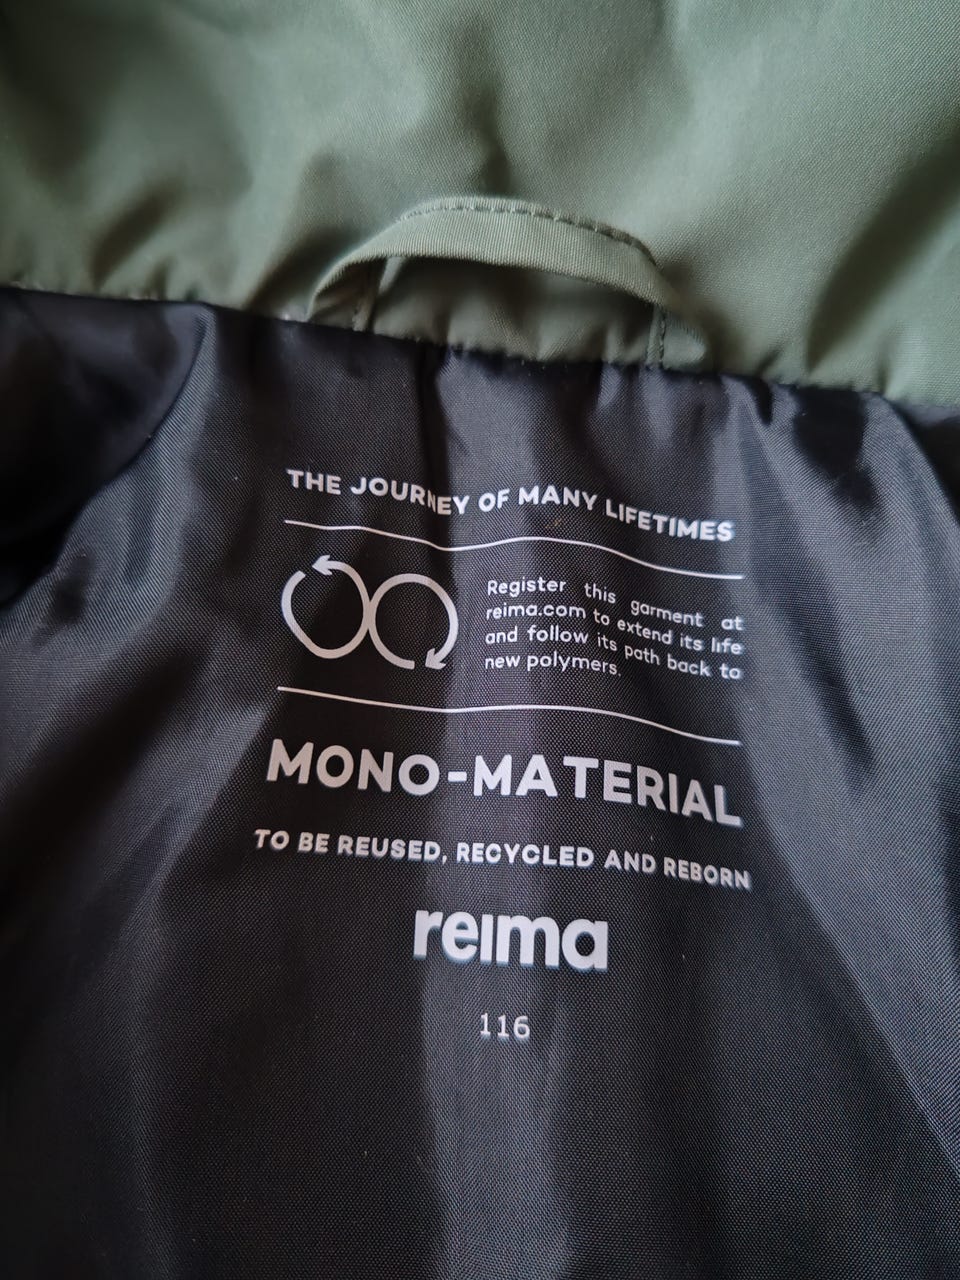 THE JOURNEY OF MANY LIFETIMES
Register this garment at
reima.com to extend its life
and follow its path back to
new polymers.
MONO-MATERIAL
TO BE REUSED, RECYCLED AND REBORN
reima
116